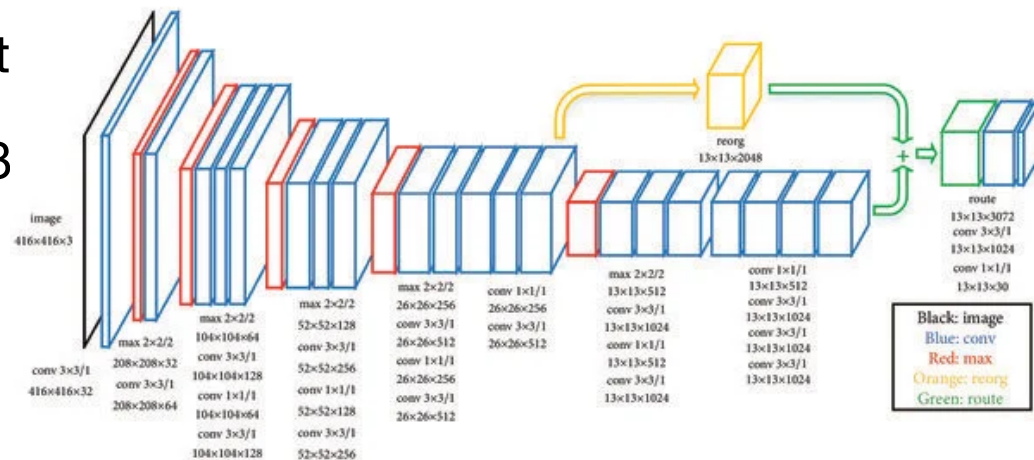 t
3
image
416×416×3
conv 3×3/1
416×416×32
max 2×2/2
208×208×32
conv 3×3/1
208×208×64
max 2×2/2
104×104×64
conv 3×3/1
104×104×128
conv 1×1/1
104×104×64
conv 3×3/1
104×104×128
max 2×2/2
52×52×128
conv 3×3/1
52×52×256
conv 1×1/1
52×52×128
conv 3×3/1
52×52×256
max 2×2/2
26×26×256
conv 3×3/1
26×26×512
conv 1×1/1
26×26×256
conv 3×3/1
26×26×512
conv 1×1/1
26×26×256
conv 3×3/1
26×26×512
reorg
13×13×2048
max 2×2/2
13×13×512
conv 3×3/1
13×13×1024
conv 1×1/1
13×13×512
conv 3×3/1
13×13×1024
conv 1×1/1
13×13×512
conv 3×3/1
13×13×1024
conv 3×3/1
13×13×1024
conv 3×3/1
13×13×1024
+
route
13×13×3072
conv 3×3/1
13×13×1024
conv 1×1/1
13×13×30
Black: image
Blue: conv
Red: max
Orange: reorg
Green: route